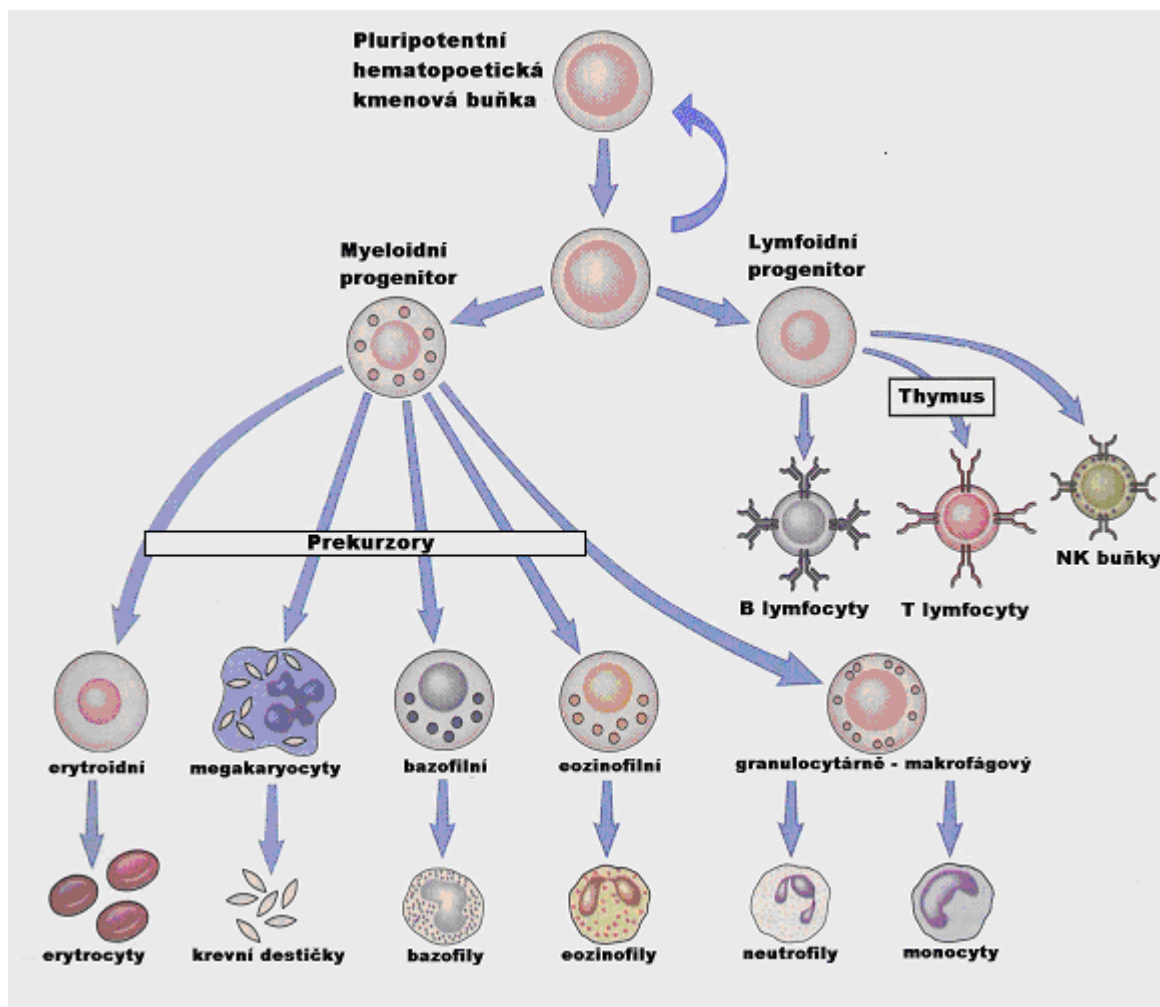 Pluripotentní
hematopoetická
kmenová buňka
Myeloidní
progenitor
Lymfoidní
progenitor
Thymus
Prekurzory
B lymfocyty
T lymfocyty
NK buňky
erytroidní
megakaryocyty
bazofilní
eozinofilní
granulocytárně - makrofágový
erytrocyty
krevní destičky
bazofily
eozinofily
neutrofily
monocyty